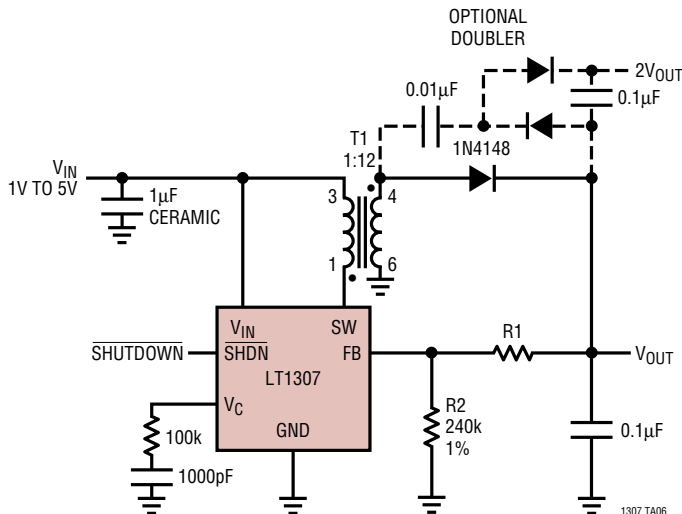 OPTIONAL
DOUBLER
2VOUT
0.01µF
0.1µF
T1
1:12
1N4148
VIN
1V TO 5V
1µF
CERAMIC
3
4
1
6
VIN
SW
SHUTDOWN
SHDN
FB
R1
VOUT
LT1307
VC
R2
240k
1%
100k
GND
0.1µF
1000pF
1307 TA06